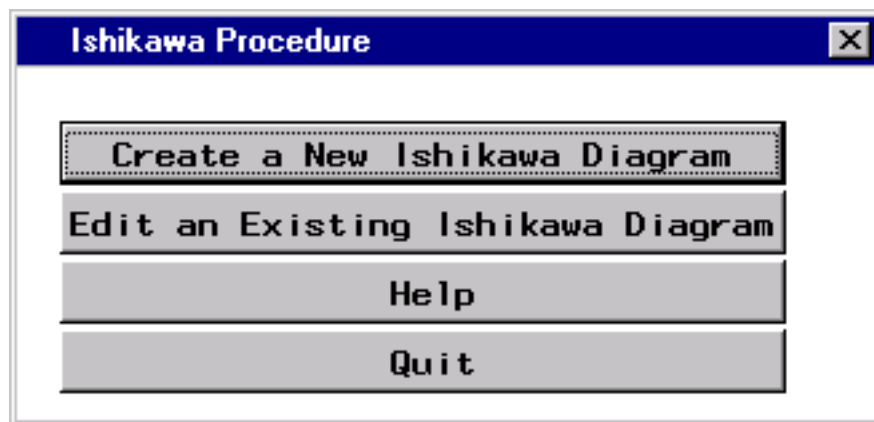 Ishikawa Procedure
Create a New Ishikawa Diagram
Edit an Existing Ishikawa Diagram
Help
Quit